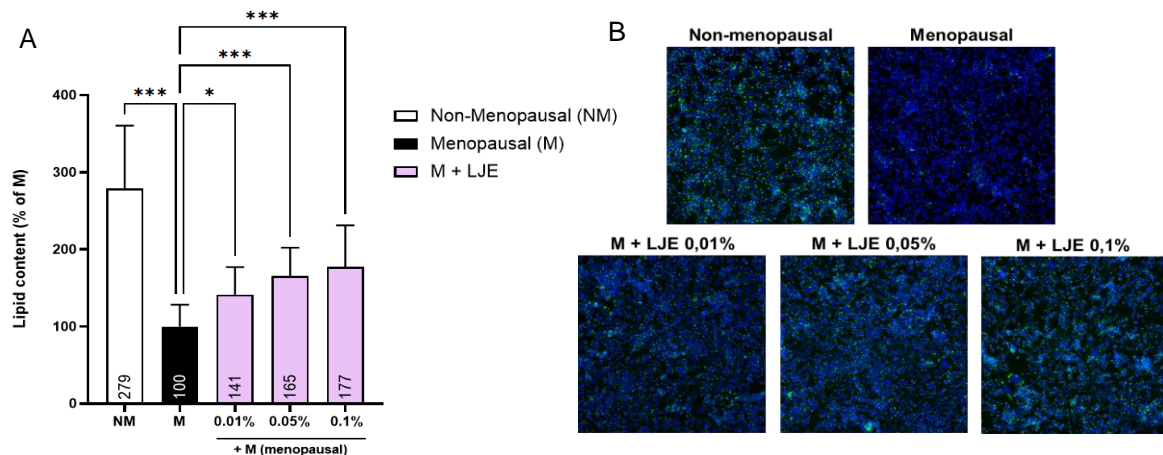 A
***
***
***
*
400
300
200
100
0
Lipid content (% of M)
279
100
141
165
177
NM
M
0.01%
0.05%
0.1%
+ M (menopausal)
Non-Menopausal (NM)
Menopausal (M)
M + LJE
B
Non-menopausal
Menopausal
M + LJE 0,01%
M + LJE 0,05%
M + LJE 0,1%